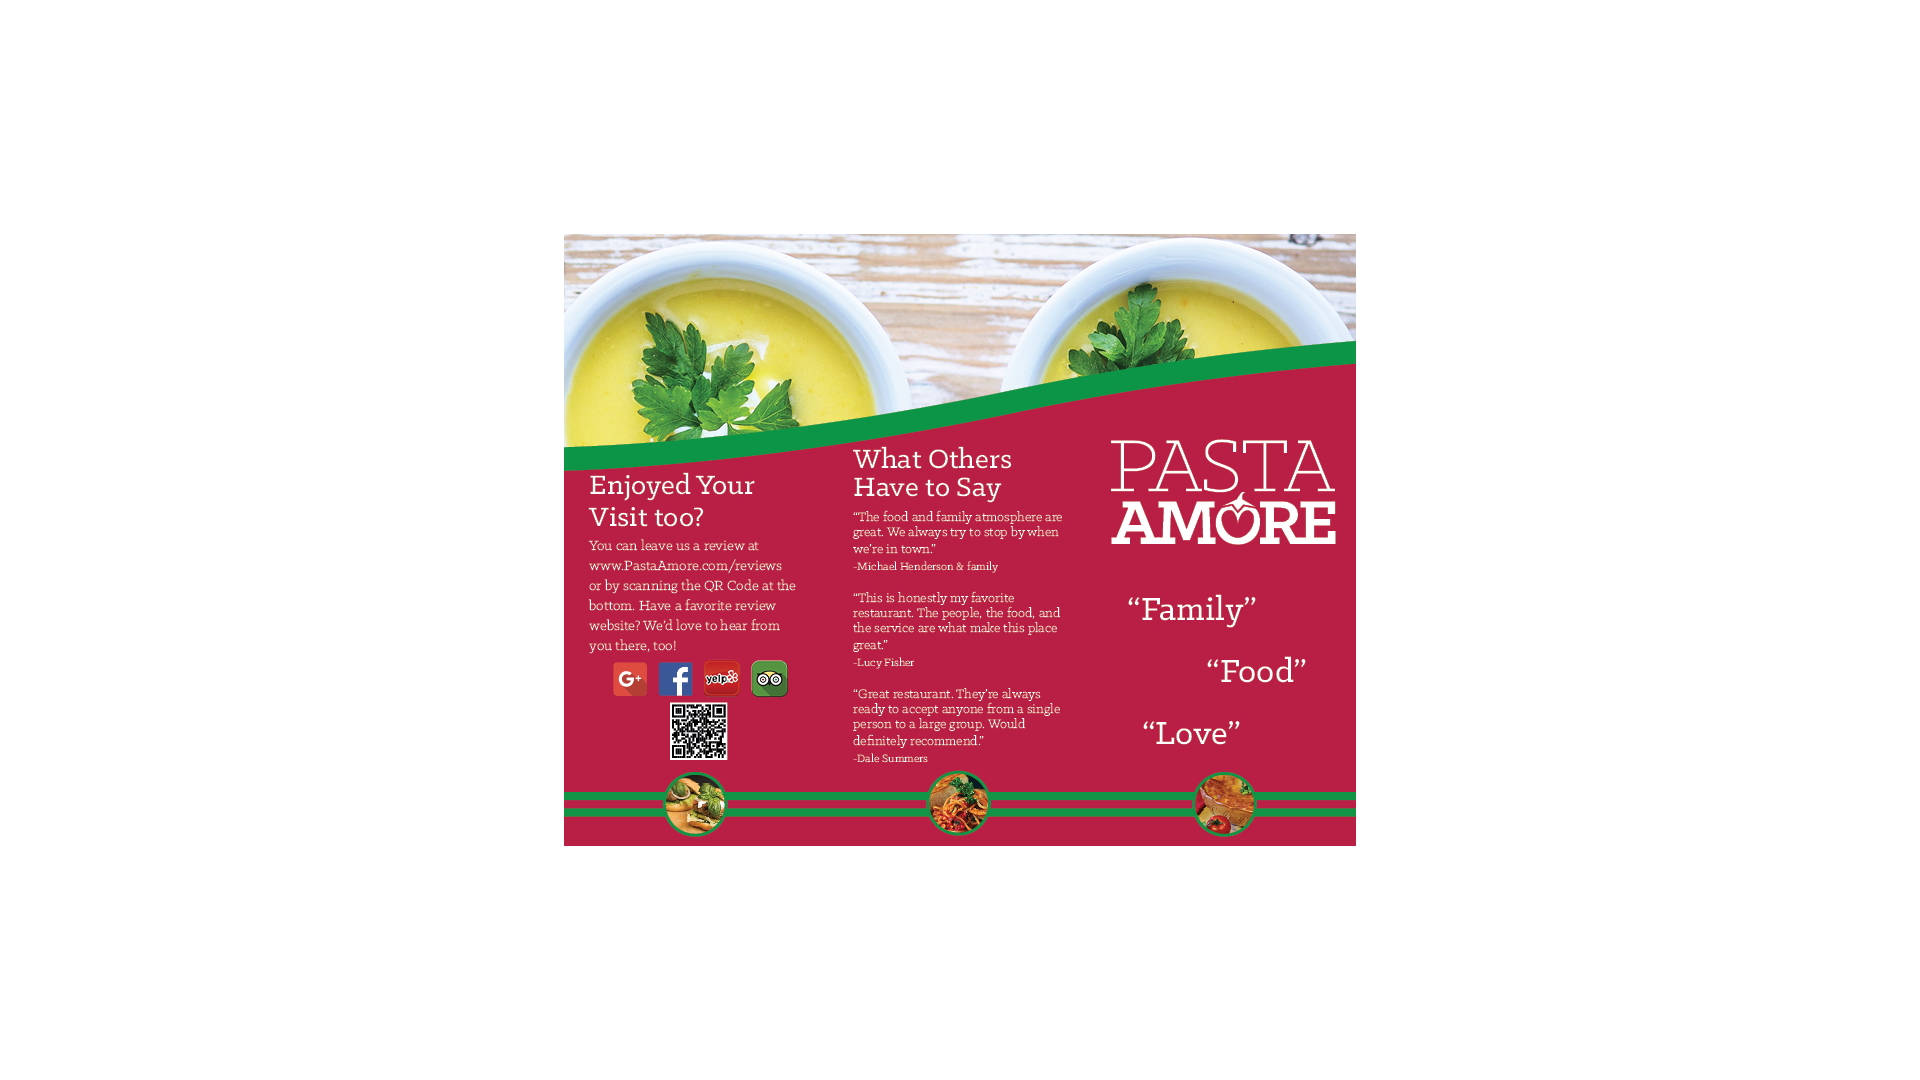 Enjoyed Your
Visit too?
You can leave us a review at
www.PastaAmore.com/reviews
or by scanning the QR Code at the
bottom. Have a favorite review
website? We'd love to hear from
you there, too!
G+
f
yelp
What Others
Have to Say
“The food and family atmosphere are
great. We always try to stop by when
we're in town.”
-Michael Henderson & family
“This is honestly my favorite
restaurant. The people, the food, and
the service are what make this place
great.”
-Lucy Fisher
“Great restaurant. They're always
ready to accept anyone from a single
person to a large group. Would
definitely recommend.”
-Dale Summers
PASTA
AMORE
“Family”
“Food”
“Love”